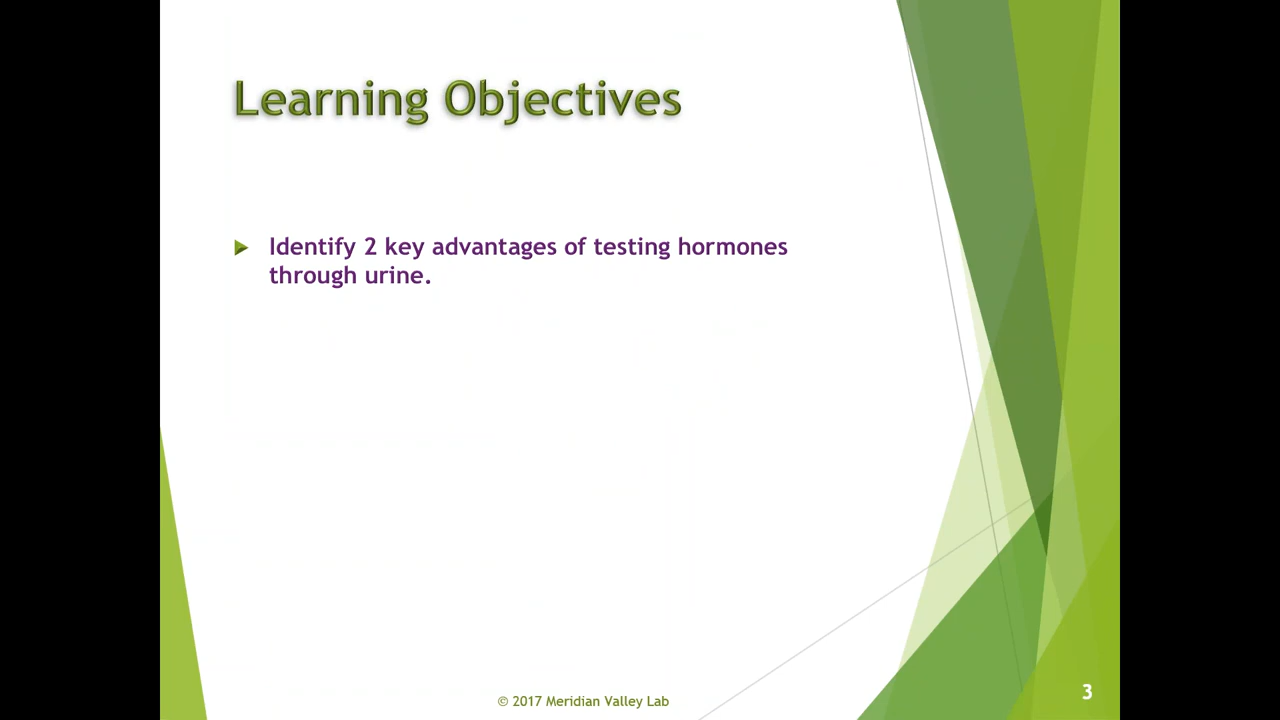 Learning Objectives
Identify 2 key advantages of testing hormones
through urine.
© 2017 Meridian Valley Lab
3